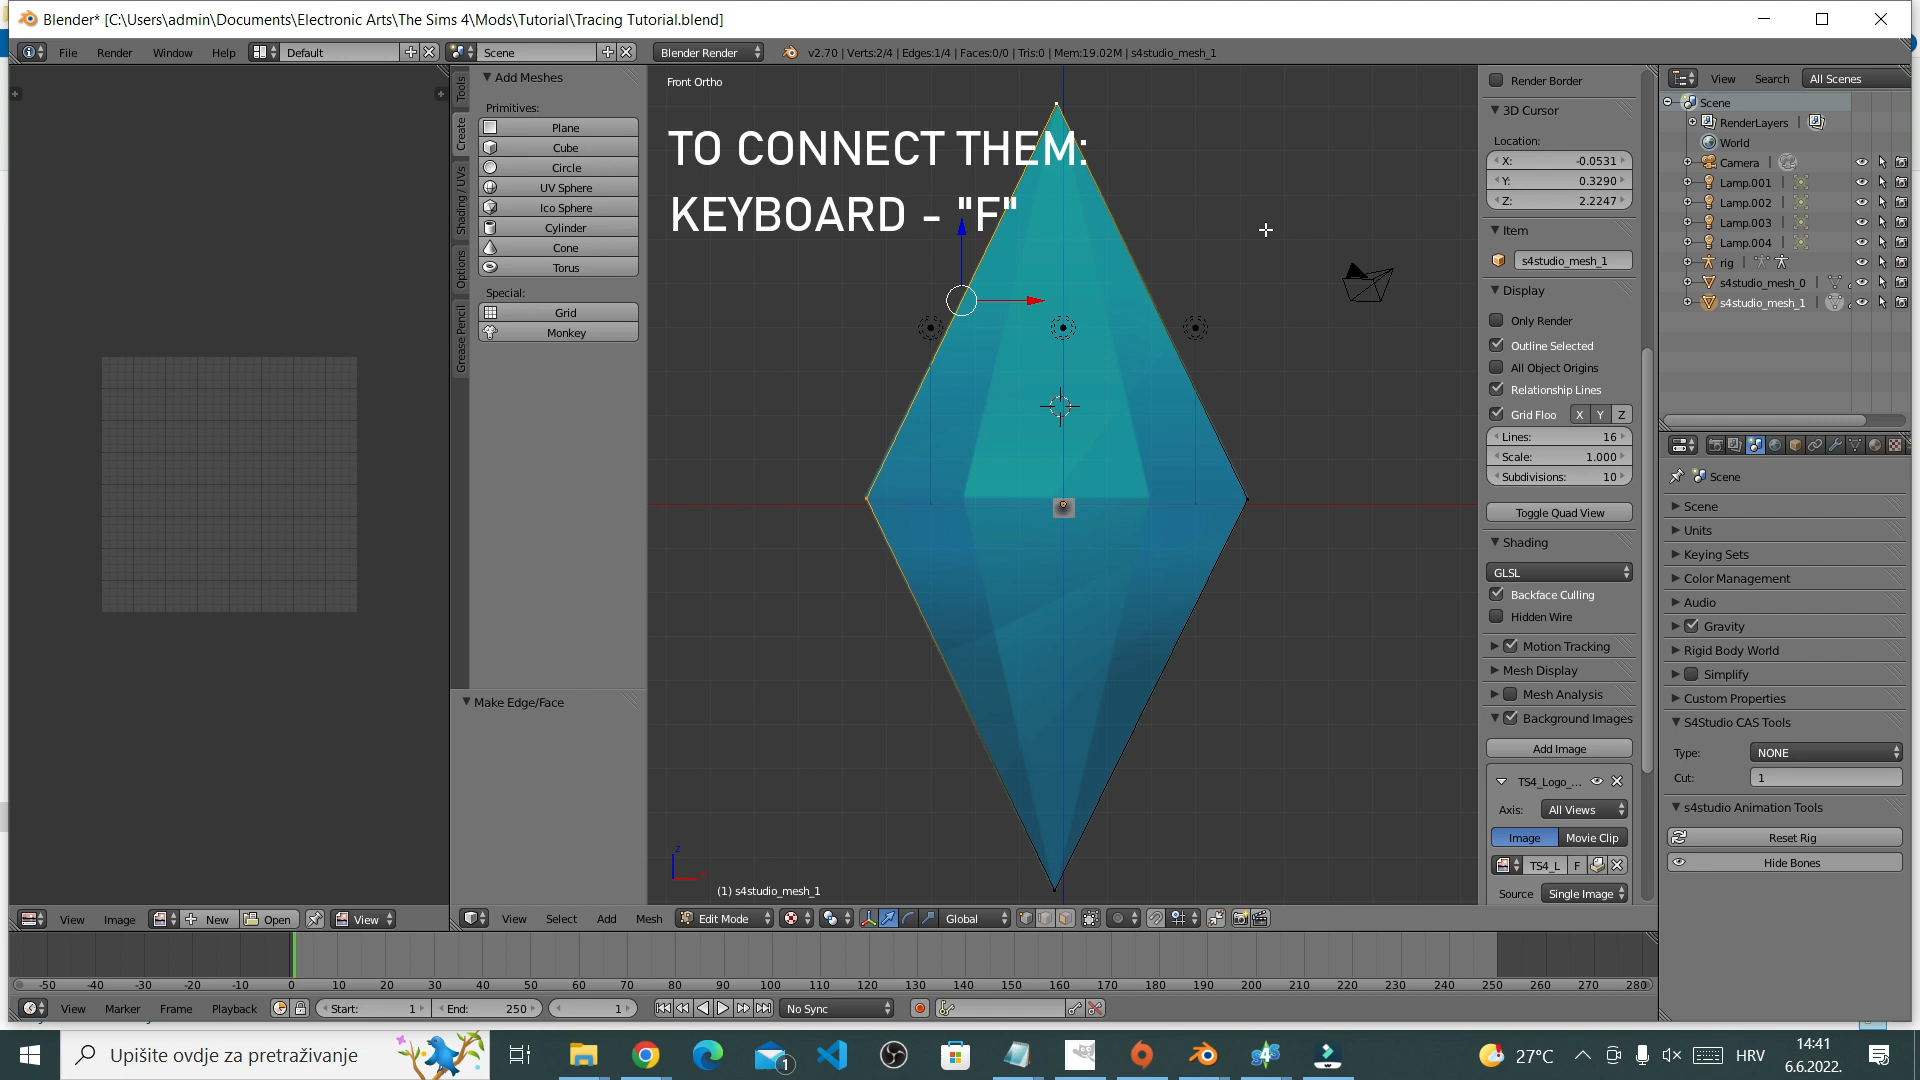 Blender* [C:\Users\admin\Documents\Electronic Arts\The Sims 4\Mods\Tutorial\Tracing Tutorial.blend]
File Render Window Help Default Scene Blender Render v2.70 | Verts:2/4 | Edges:1/4 | Faces:0/0 | Tris:0 | Mem:19.02M | s4studio_mesh_1
Tools
Create
Shading / UVs
Options
Grease Pencil
Add Meshes
Primitives:
Plane
Cube
Circle
UV Sphere
Ico Sphere
Cylinder
Cone
Torus
Special:
Grid
Monkey
Make Edge/Face
Front Ortho
TO CONNECT THEM:
KEYBOARD - "F"
z
x
(1) s4studio_mesh_1
Render Border
3D Cursor
Location:
X: -0.0531
Y: 0.3290
Z: 2.2247
Item
s4studio_mesh_1
Display
Only Render
Outline Selected
All Object Origins
Relationship Lines
Grid Floo X Y Z
Lines: 16
Scale: 1.000
Subdivisions: 10
Toggle Quad View
Shading
GLSL
Backface Culling
Hidden Wire
Motion Tracking
Mesh Display
Mesh Analysis
Background Images
Add Image
TS4_Logo_...
Axis: All Views
Image Movie Clip
TS4_L F
Source Single Image
View Search All Scenes
Scene
RenderLayers
World
Camera
Lamp.001
Lamp.002
Lamp.003
Lamp.004
rig
s4studio_mesh_0
s4studio_mesh_1
Scene
Scene
Units
Keying Sets
Color Management
Audio
Gravity
Rigid Body World
Simplify
Custom Properties
S4Studio CAS Tools
Type: NONE
Cut: 1
s4studio Animation Tools
Reset Rig
Hide Bones
View Image New Open View
View Select Add Mesh Edit Mode Global
-50 -40 -30 -20 -10 0 10 20 30 40 50 60 70 80 90 100 110 120 130 140 150 160 170 180 190 200 210 220 230 240 250 260 270 280
View Marker Frame Playback Start: 1 End: 250 1 No Sync
Upišite ovdje za pretraživanje
1
S4S
27°C HRV
14:41
6.6.2022.